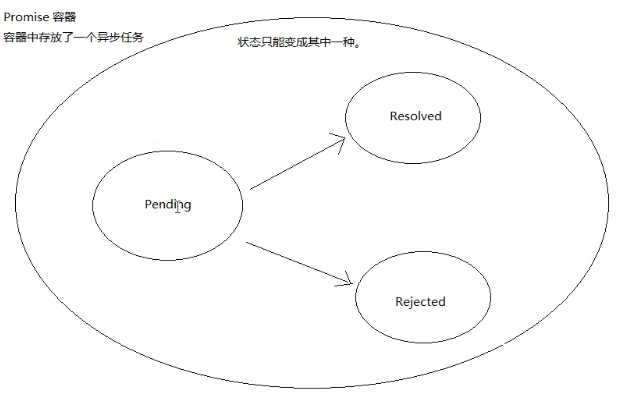 Promise 容器
容器中存放了一个异步任务
状态只能变成其中一种。
Resolved
Pending
Rejected